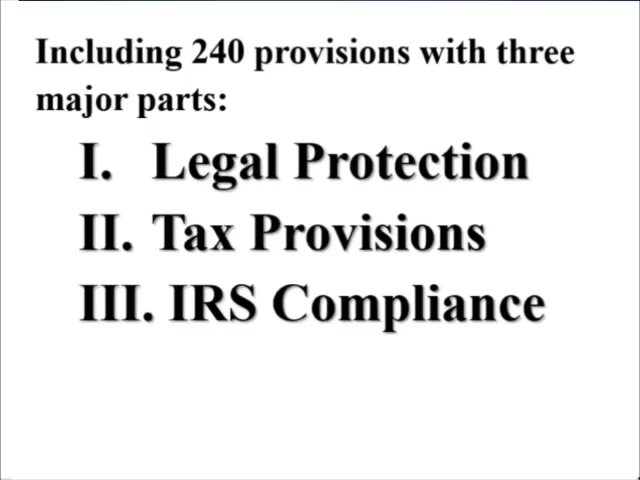 Including 240 provisions with three
major parts:
I. Legal Protection
II. Tax Provisions
III. IRS Compliance